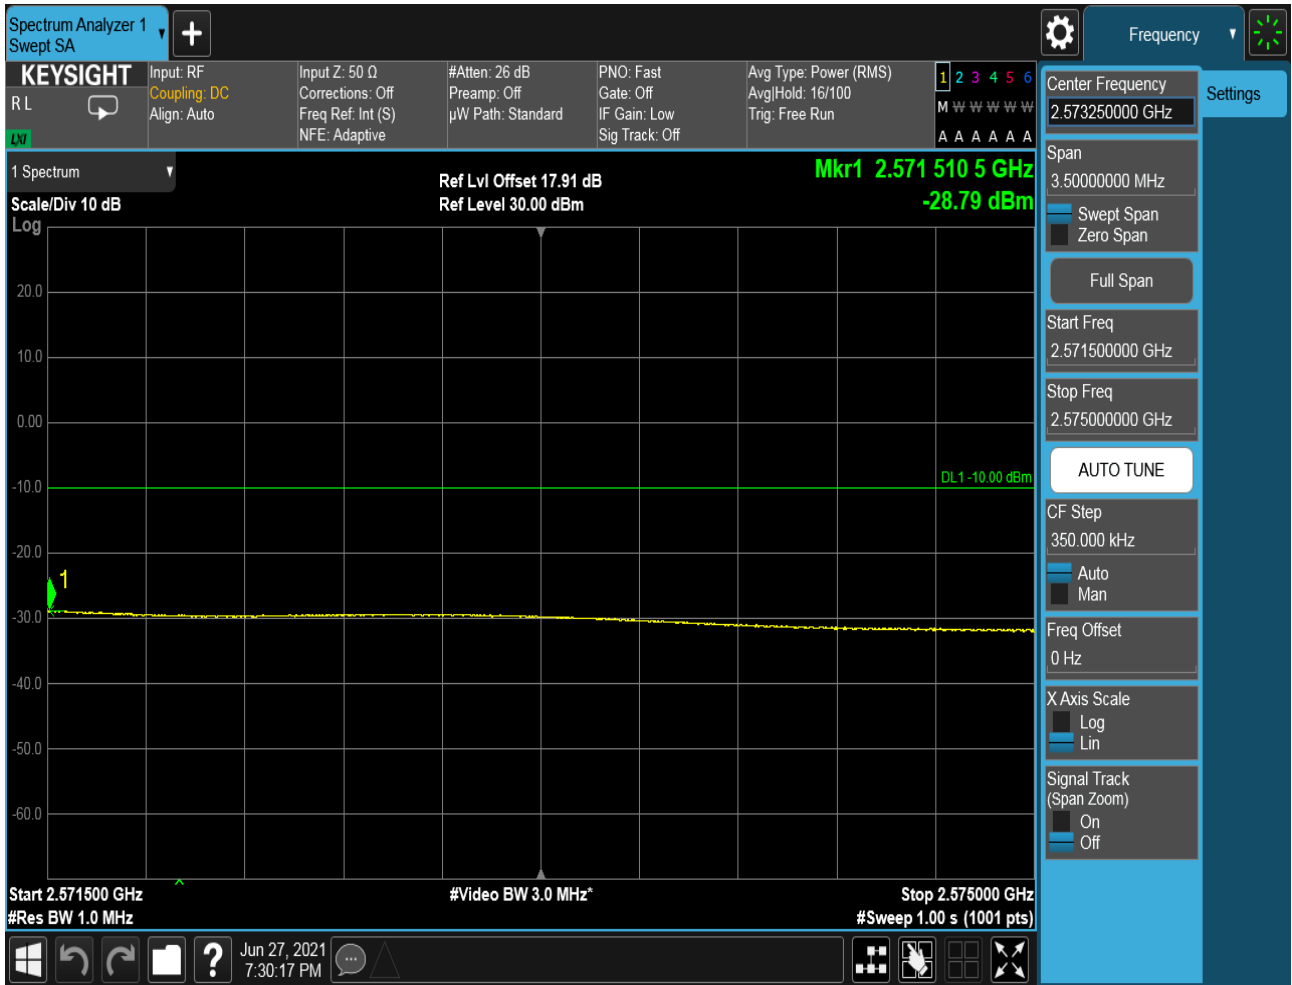 Spectrum Analyzer 1
Swept SA
Frequency
KEYSIGHT
R L
LXI
Input: RF
Coupling: DC
Align: Auto
Input Z: 50 Ω
Corrections: Off
Freq Ref: Int (S)
NFE: Adaptive
#Atten: 26 dB
Preamp: Off
µW Path: Standard
PNO: Fast
Gate: Off
IF Gain: Low
Sig Track: Off
Avg Type: Power (RMS)
Avg|Hold: 16/100
Trig: Free Run
1 2 3 4 5 6
M W W W W W
A A A A A A
1 Spectrum
Scale/Div 10 dB
Log
Ref Lvl Offset 17.91 dB
Ref Level 30.00 dBm
Mkr1 2.571 510 5 GHz
-28.79 dBm
20.0
10.0
0.00
-10.0
-20.0
-30.0
-40.0
-50.0
-60.0
DL1 -10.00 dBm
1
Start 2.571500 GHz
#Res BW 1.0 MHz
#Video BW 3.0 MHz*
Stop 2.575000 GHz
#Sweep 1.00 s (1001 pts)
Jun 27, 2021
7:30:17 PM
Center Frequency
2.573250000 GHz
Settings
Span
3.50000000 MHz
Swept Span
Zero Span
Full Span
Start Freq
2.571500000 GHz
Stop Freq
2.575000000 GHz
AUTO TUNE
CF Step
350.000 kHz
Auto
Man
Freq Offset
0 Hz
X Axis Scale
Log
Lin
Signal Track
(Span Zoom)
On
Off